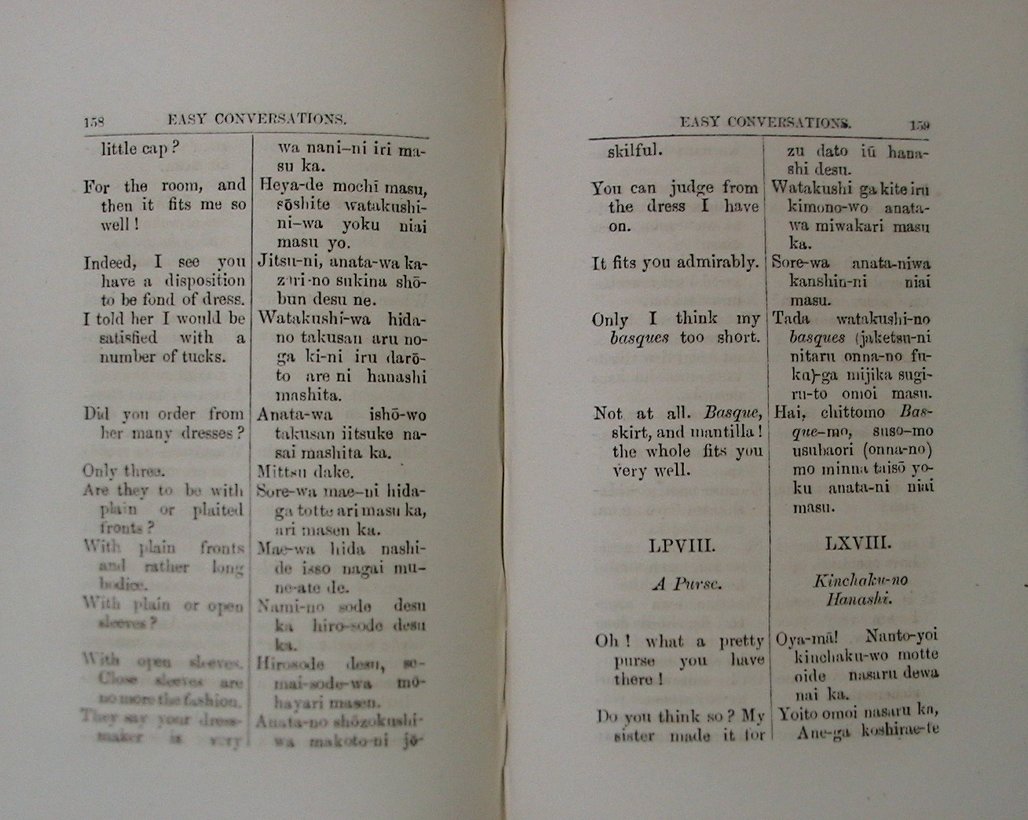 158 EASY CONVERSATIONS.
little cap?
For the room, and
then it fits me so
well!
Indeed, I see you
have a disposition
to be fond of dress.
I told her I would be
satisfied with a
number of tucks.
Did you order from
her many dresses?
Only three.
Are they to be with
plain or plaited
fronts?
With plain fronts
and rather long
bodice.
With plain or open
sleeves?
With open sleeves.
Close sleeves are
no more the fashion.
They say your dress-
maker is very
wa nani-ni iri ma-
su ka.
Heya-de mochī masu,
sōshite watakushi-
ni-wa yoku niai
masu yo.
Jitsu-ni, anata-wa ka-
zari-no sukina shō-
bun desu ne.
Watakushi-wa hida-
no takusan aru no-
ga ki-ni iru darō-
to are ni hanashi
mashita.
Anata-wa ishō-wo
takusan iitsuke na-
sai mashita ka.
Mittsu dake.
Sore-wa mae-ni hida-
ga totte ari masu ka,
ari masen ka.
Mae-wa hida nashi-
de isso nagai mu-
ne-ate de.
Nami-no sode desu
ka hiro-sode desu
ka.
Hirosode desu, se-
mai-sode-wa mō-
hayari masen.
Anata-no shōzokushi-
wa makoto-ni jō-
EASY CONVERSATIONS. 159
skilful.
You can judge from
the dress I have
on.
It fits you admirably.
Only I think my
basques too short.
Not at all. Basque,
skirt, and mantilla!
the whole fits you
very well.
LPVIII.
A Purse.
Oh! what a pretty
purse you have
there!
Do you think so? My
sister made it for
zu dato iū hana-
shi desu.
Watakushi ga kite iru
kimono-wo anata-
wa miwakari masu
ka.
Sore-wa anata-niwa
kanshin-ni niai
masu.
Tada watakushi-no
basques (jaketsu-ni
nitaru onna-no fu-
ku)-ga mijika sugi-
ru-to omoi masu.
Hai, chittomo Bas-
que-mo, suso-mo
usubaori (onna-no)
mo minna taisō yo-
ku anata-ni niai
masu.
LXVIII.
Kinchaku-no
Hanashi.
Oya-mā! Nanto-yoi
kinchaku-wo motte
oide nasaru dewa
nai ka.
Yoito omoi nasaru ka,
Ane-ga koshirae-te